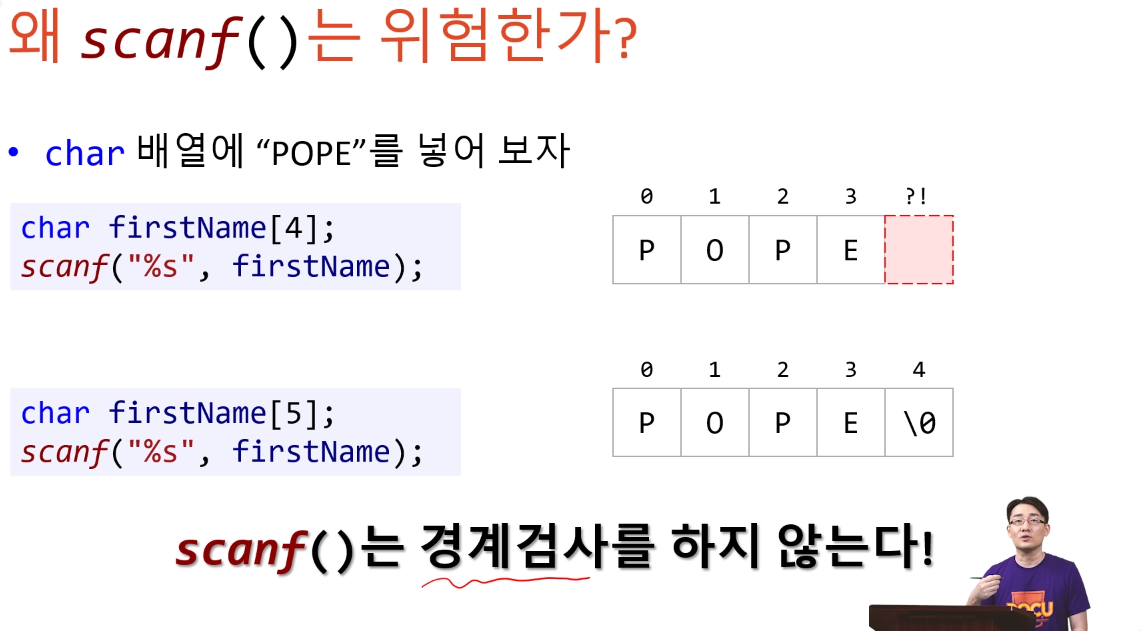 왜 scanf()는 위험한가?
• char 배열에 “POPE”를 넣어 보자
char firstName[4];
scanf("%s", firstName);
0 1 2 3 ?!
P O P E
char firstName[5];
scanf("%s", firstName);
0 1 2 3 4
P O P E \0
scanf()는 경계검사를 하지 않는다!
POCU